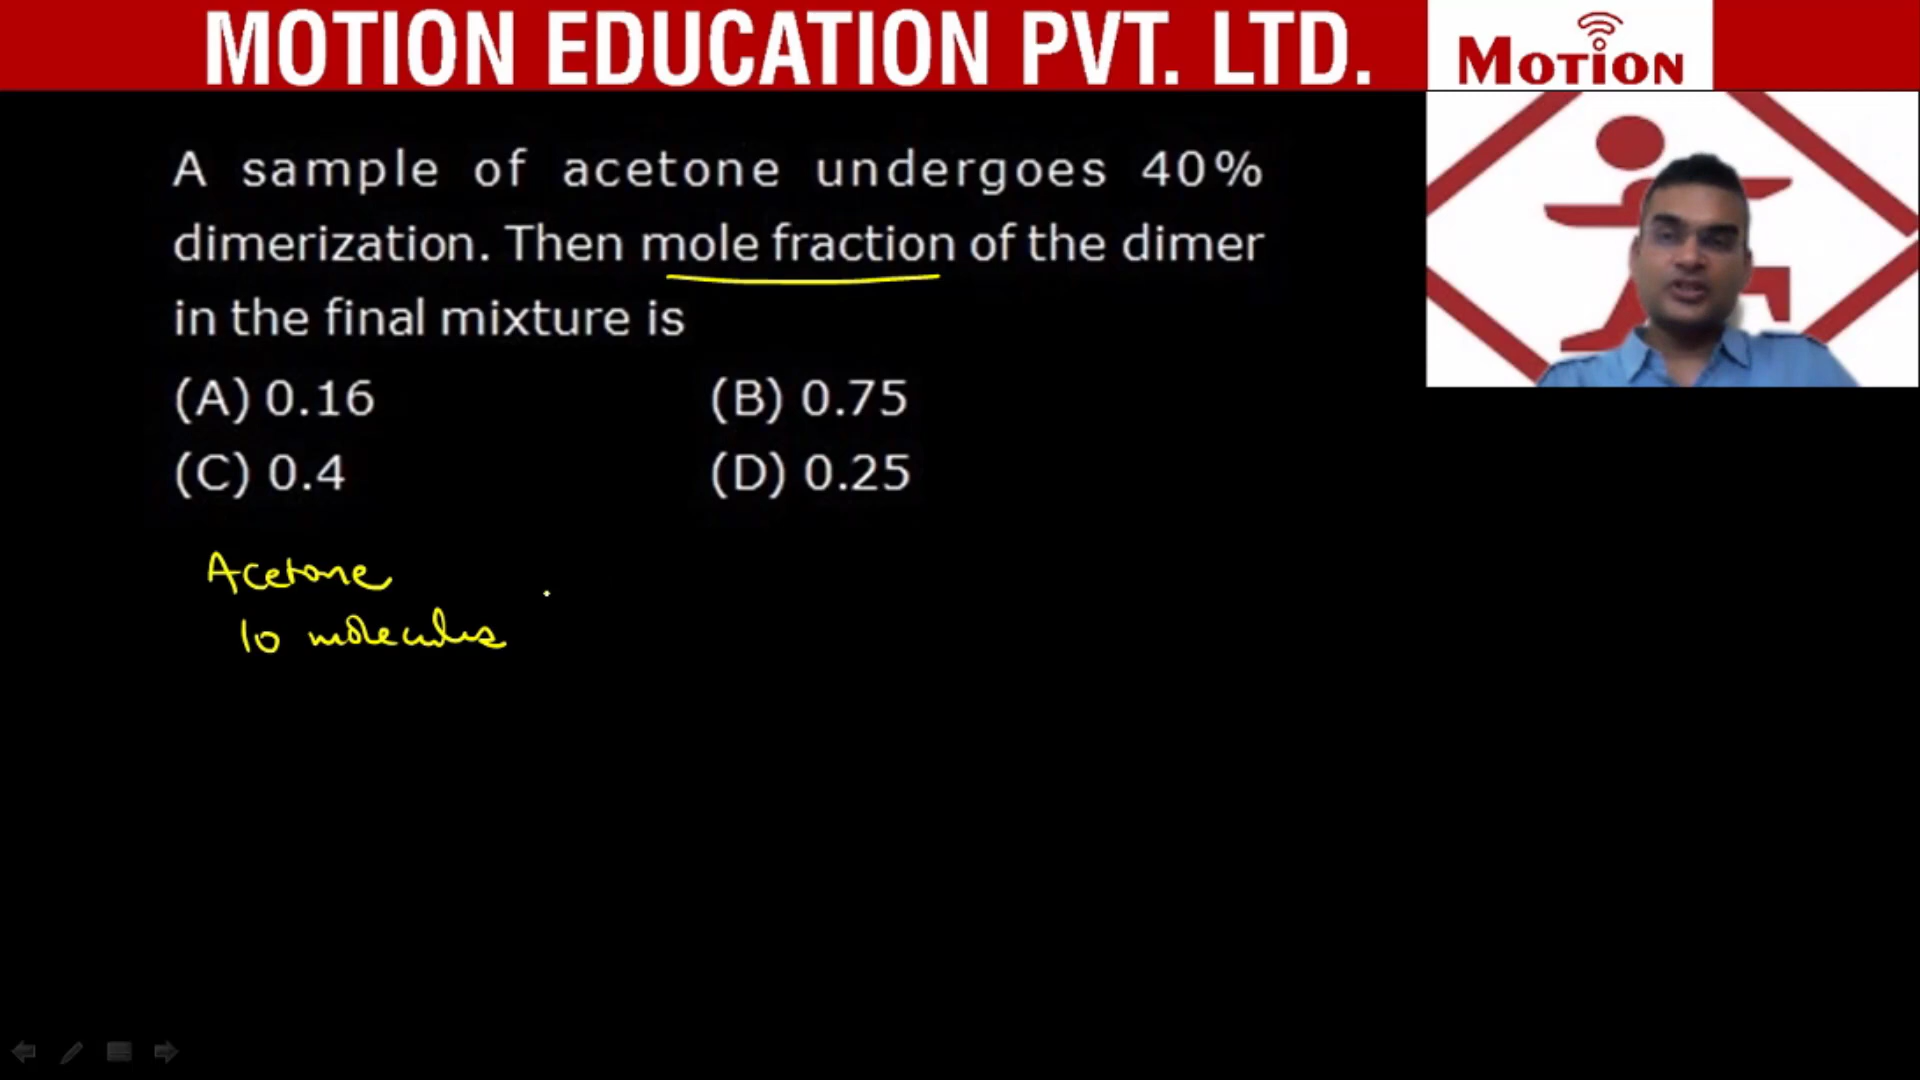 MOTION EDUCATION PVT. LTD.
MOTION
A sample of acetone undergoes 40%
dimerization. Then mole fraction of the dimer
in the final mixture is
(A) 0.16 (B) 0.75
(C) 0.4 (D) 0.25
Acetone
10 molecules